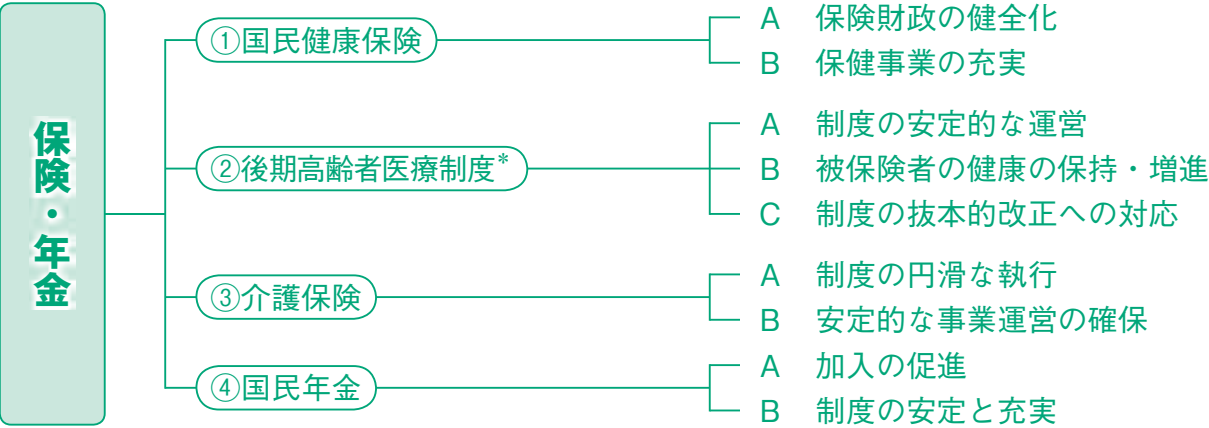 保険・年金
①国民健康保険
A 保険財政の健全化
B 保健事業の充実
②後期高齢者医療制度*
A 制度の安定的な運営
B 被保険者の健康の保持・増進
C 制度の抜本的改正への対応
③介護保険
A 制度の円滑な執行
B 安定的な事業運営の確保
④国民年金
A 加入の促進
B 制度の安定と充実